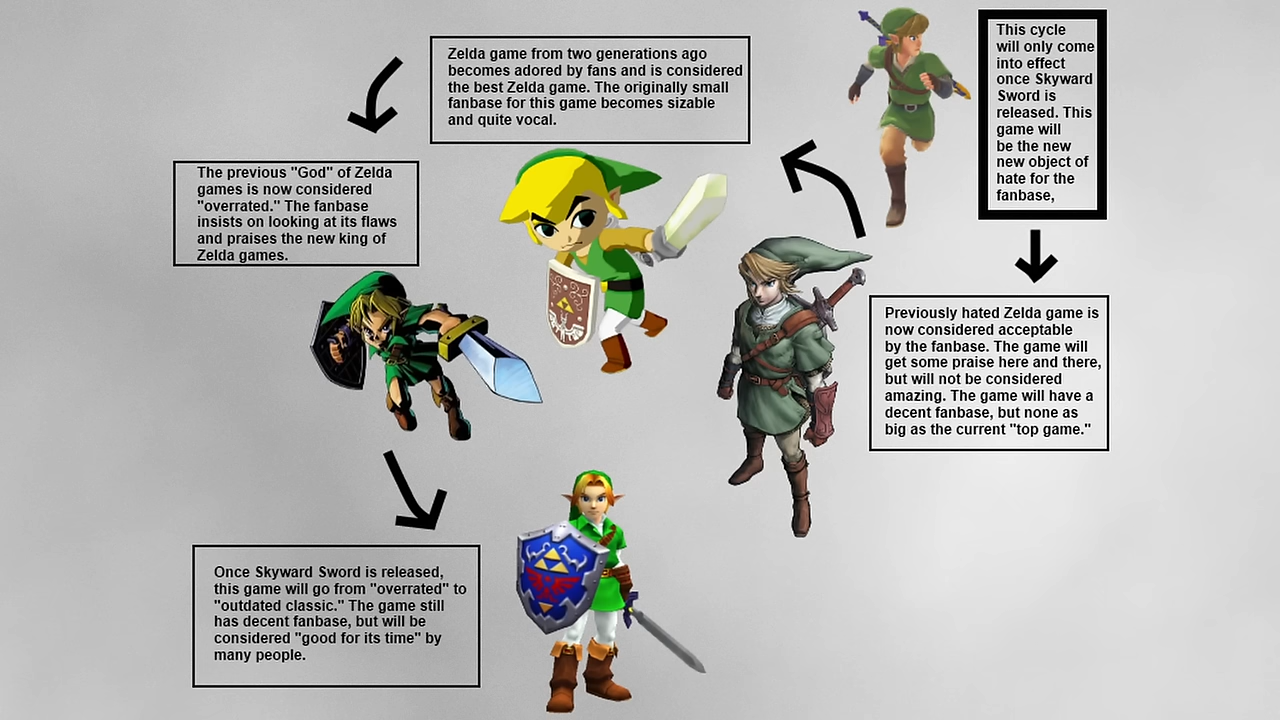 Zelda game from two generations ago
becomes adored by fans and is considered
the best Zelda game. The originally small
fanbase for this game becomes sizable
and quite vocal.
This cycle
will only come
into effect
once Skyward
Sword is
released. This
game will
be the new
new object of
hate for the
fanbase,
The previous "God" of Zelda
games is now considered
"overrated." The fanbase
insists on looking at its flaws
and praises the new king of
Zelda games.
Previously hated Zelda game is
now considered acceptable
by the fanbase. The game will
get some praise here and there,
but will not be considered
amazing. The game will have a
decent fanbase, but none as
big as the current "top game."
Once Skyward Sword is released,
this game will go from "overrated" to
"outdated classic." The game still
has decent fanbase, but will be
considered "good for its time" by
many people.